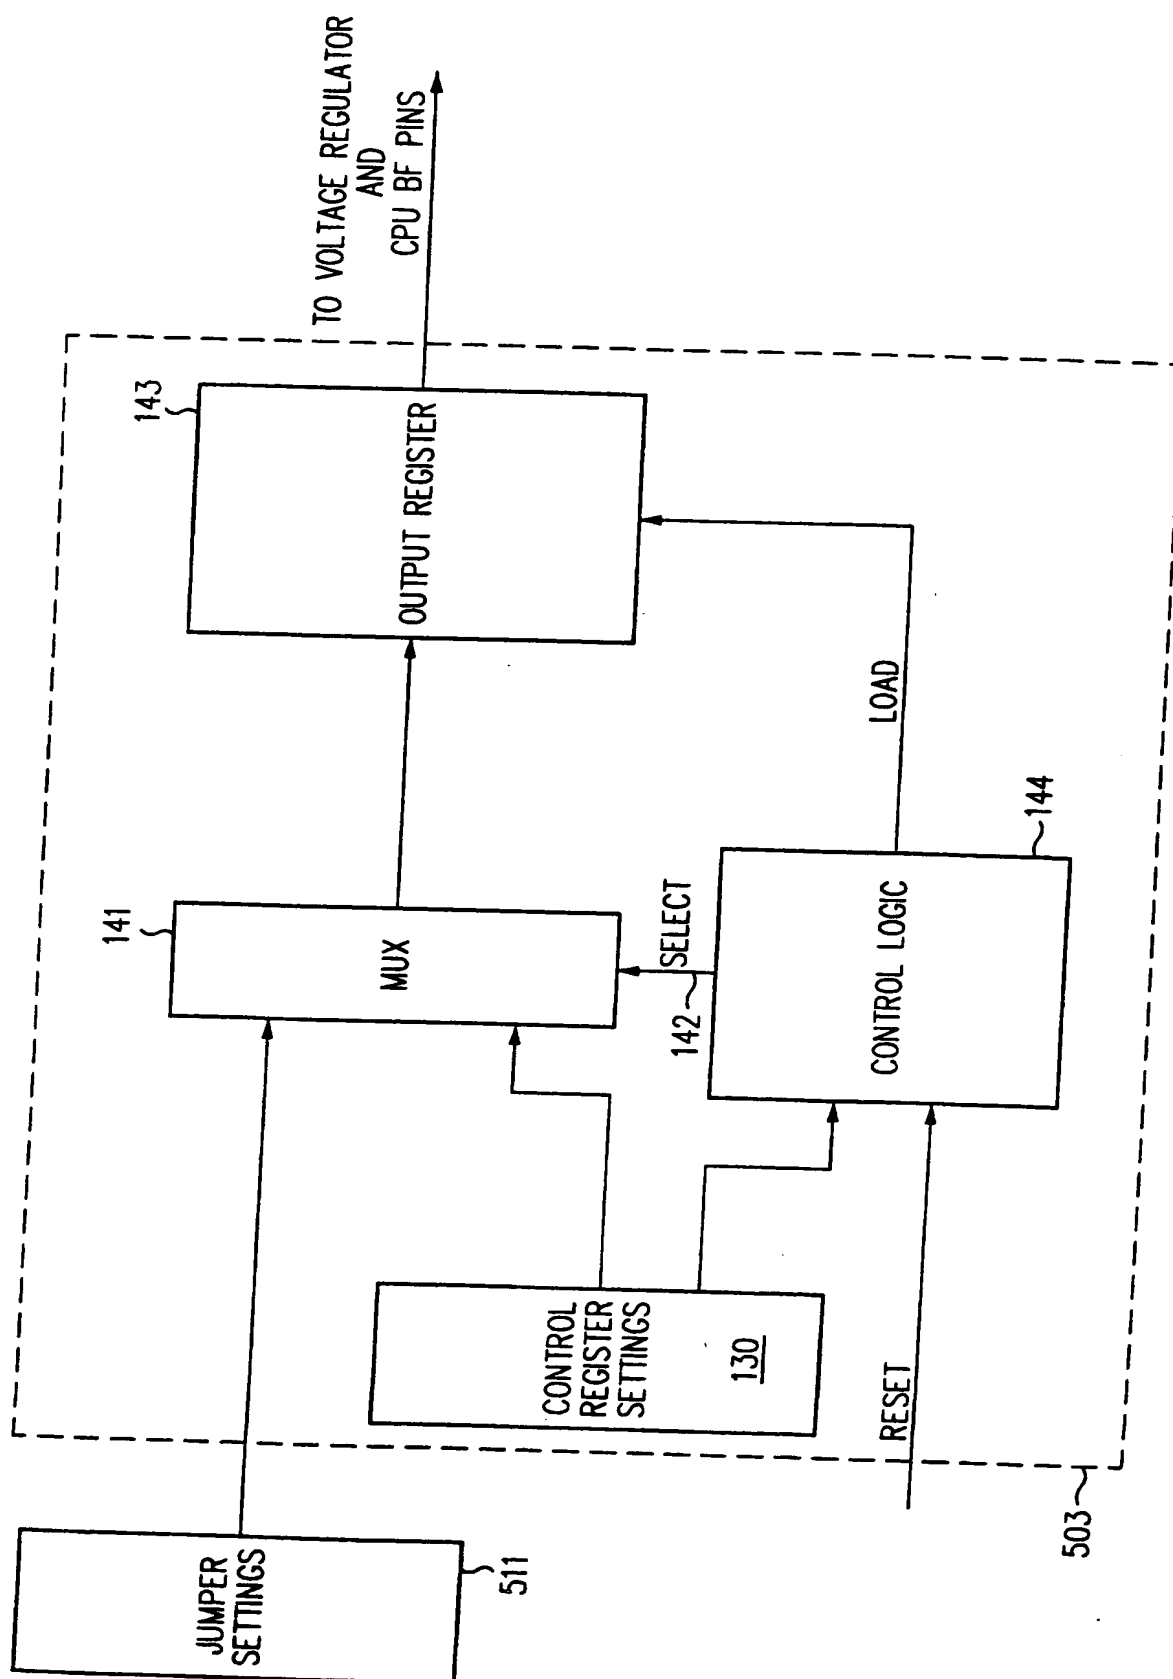 JUMPER
SETTINGS
511
CONTROL
REGISTER
SETTINGS
130
RESET
503
141
MUX
SELECT
142
CONTROL LOGIC
144
LOAD
143
OUTPUT REGISTER
TO VOLTAGE REGULATOR
AND
CPU BF PINS